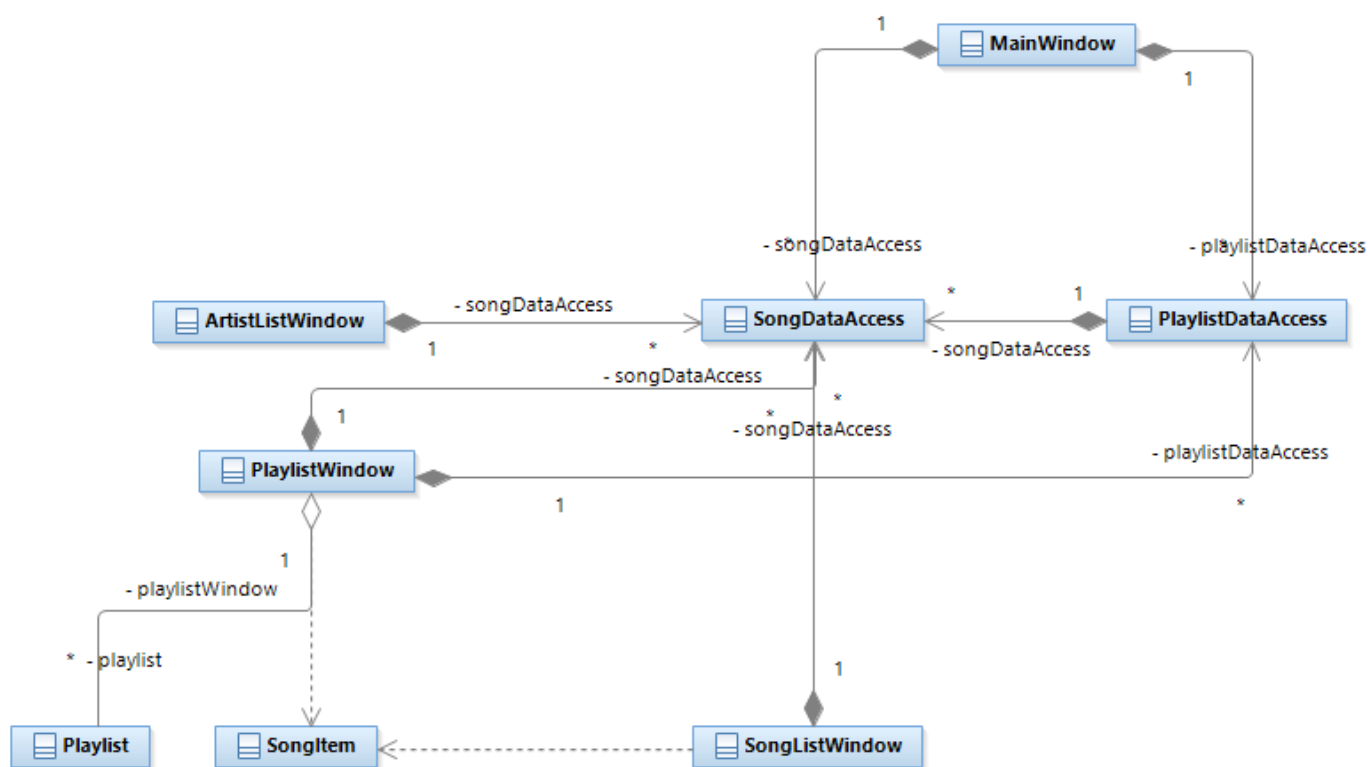 1
MainWindow
1
*
- songDataAccess
*
- playlistDataAccess
- songDataAccess
*
1
ArtistListWindow
SongDataAccess
PlaylistDataAccess
1
*
- songDataAccess
- songDataAccess
1
*
*
- songDataAccess
- playlistDataAccess
PlaylistWindow
1
*
1
- playlistWindow
* - playlist
1
Playlist
SongItem
SongListWindow